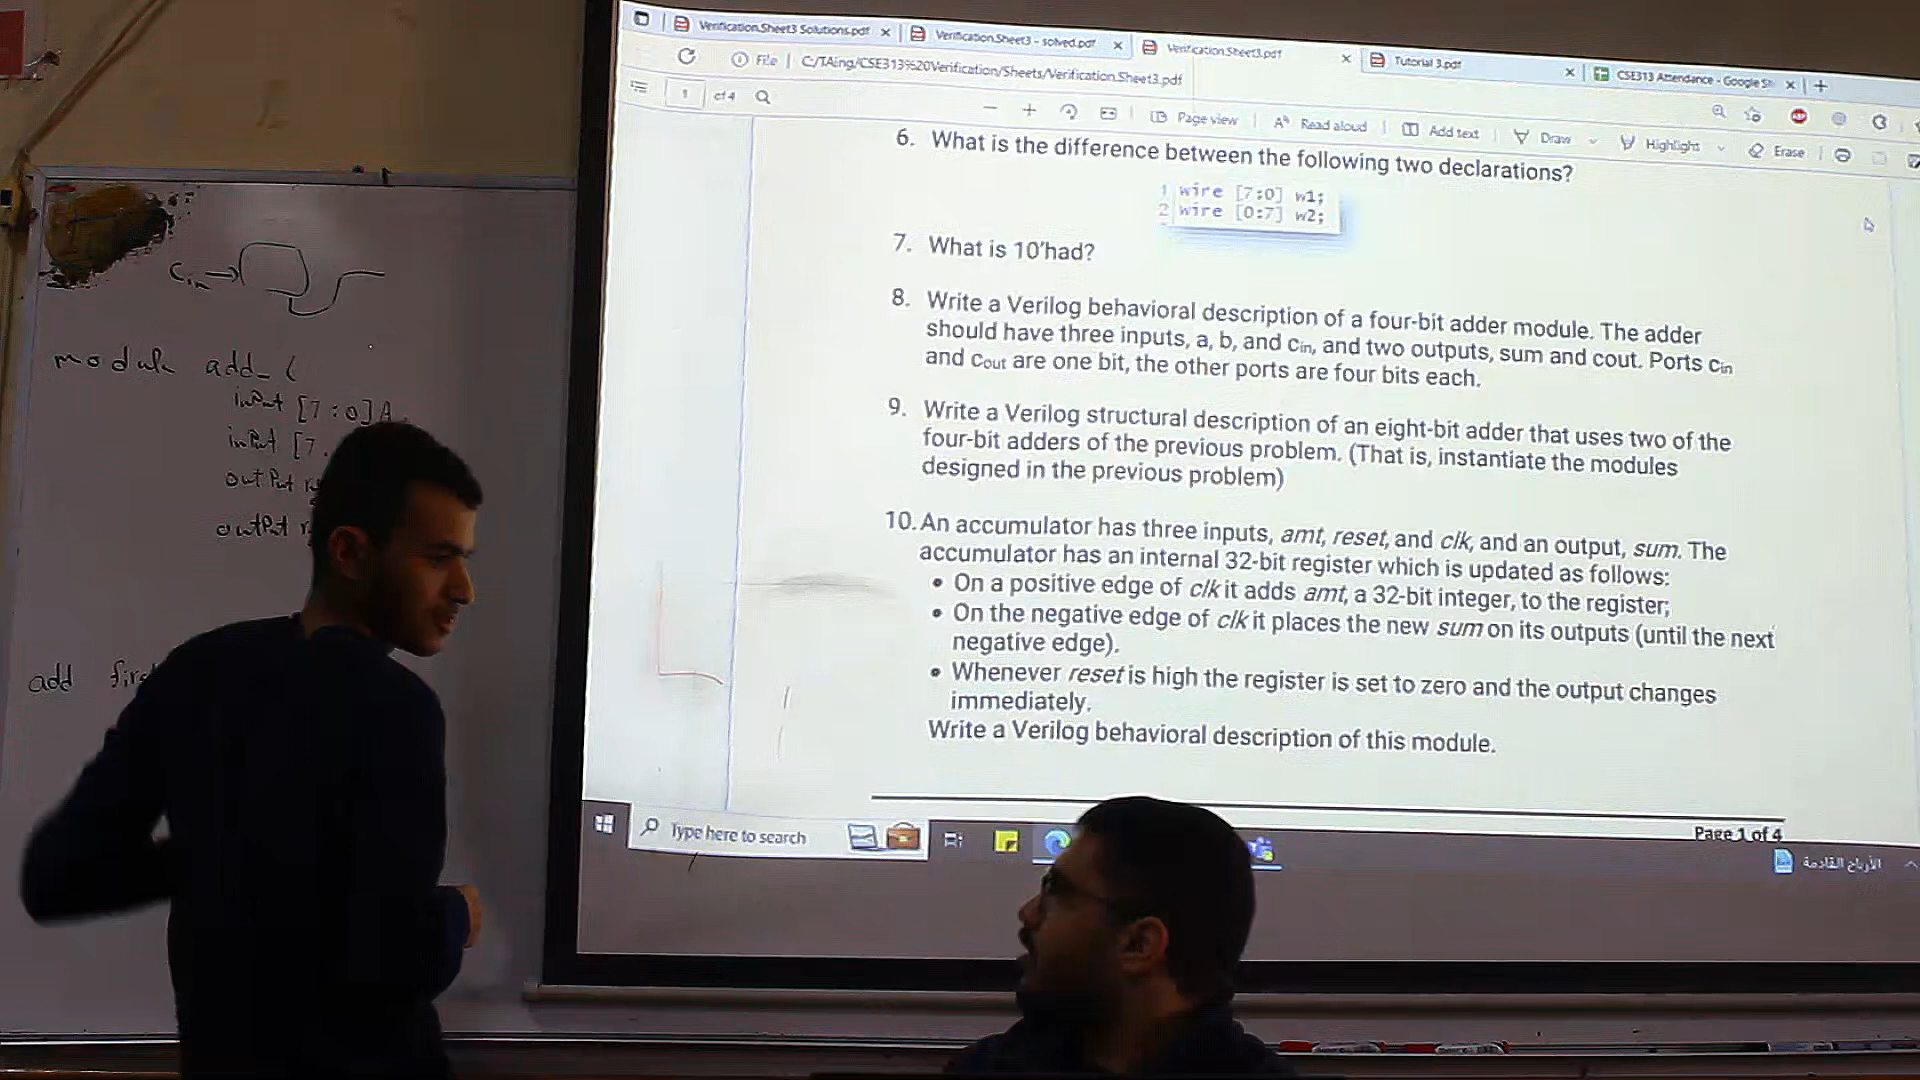 Verification.Sheet3 Solutions.pdf
Verification.Sheet3 - solved.pdf
Verification.Sheet3.pdf
Tutorial 3.pdf
CSE313 Attendance - Google Sh
File | C:/TAing/CSE313%20Verification/Sheets/Verification.Sheet3.pdf
1 of 4
Page view
Read aloud
Add text
Draw
Highlight
Erase
6. What is the difference between the following two declarations?
1 wire [7:0] w1;
2 wire [0:7] w2;
7. What is 10'had?
8. Write a Verilog behavioral description of a four-bit adder module. The adder
should have three inputs, a, b, and cin, and two outputs, sum and cout. Ports cin
and cout are one bit, the other ports are four bits each.
9. Write a Verilog structural description of an eight-bit adder that uses two of the
four-bit adders of the previous problem. (That is, instantiate the modules
designed in the previous problem)
10. An accumulator has three inputs, amt, reset, and clk, and an output, sum. The
accumulator has an internal 32-bit register which is updated as follows:
• On a positive edge of clk it adds amt, a 32-bit integer, to the register;
• On the negative edge of clk it places the new sum on its outputs (until the next
negative edge).
• Whenever reset is high the register is set to zero and the output changes
immediately.
Write a Verilog behavioral description of this module.
Page 1 of 4
Type here to search
الأرباح القادمة
Cin
module add_ (
input [7:0] A
input [7
output
output
add